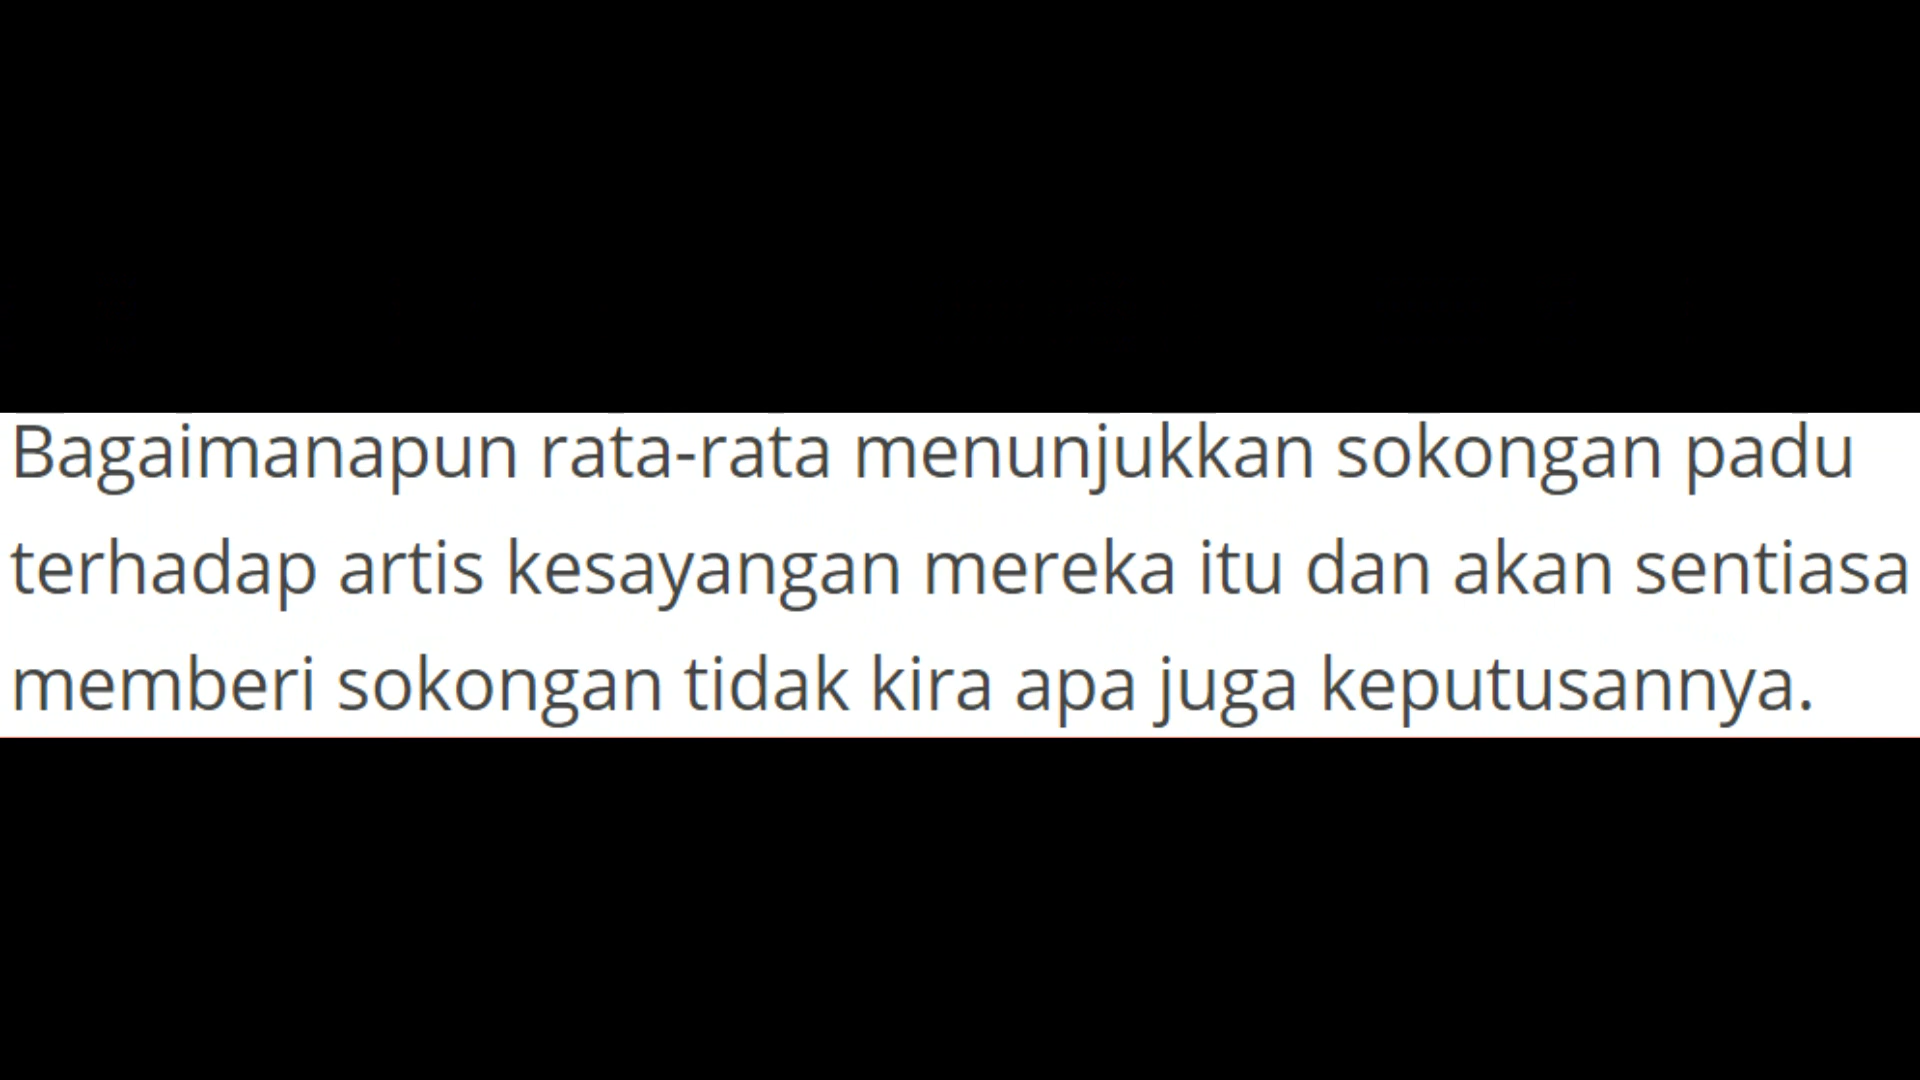 Bagaimanapun rata-rata menunjukkan sokongan padu
terhadap artis kesayangan mereka itu dan akan sentiasa
memberi sokongan tidak kira apa juga keputusannya.